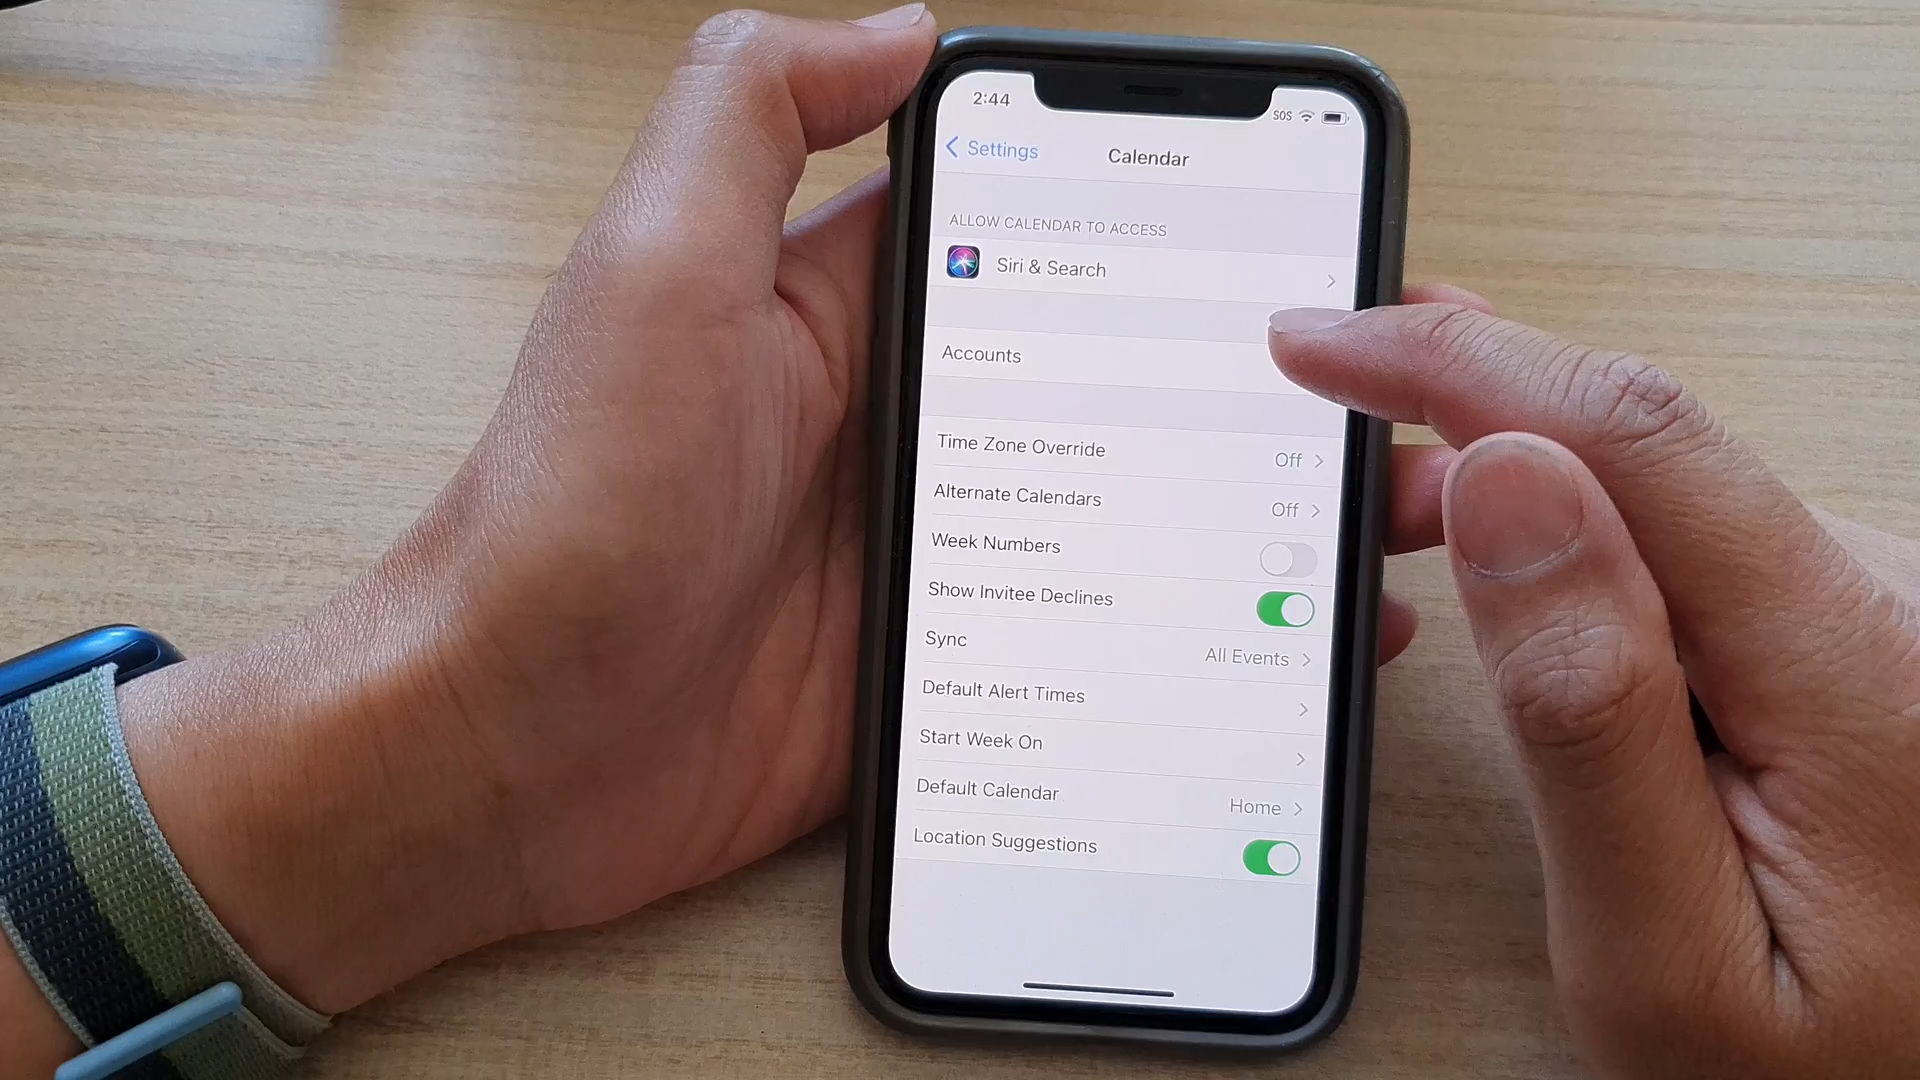 2:44
SOS
Settings
Calendar
ALLOW CALENDAR TO ACCESS
Siri & Search
Accounts
Time Zone Override Off
Alternate Calendars Off
Week Numbers
Show Invitee Declines
Sync All Events
Default Alert Times
Start Week On
Default Calendar Home
Location Suggestions